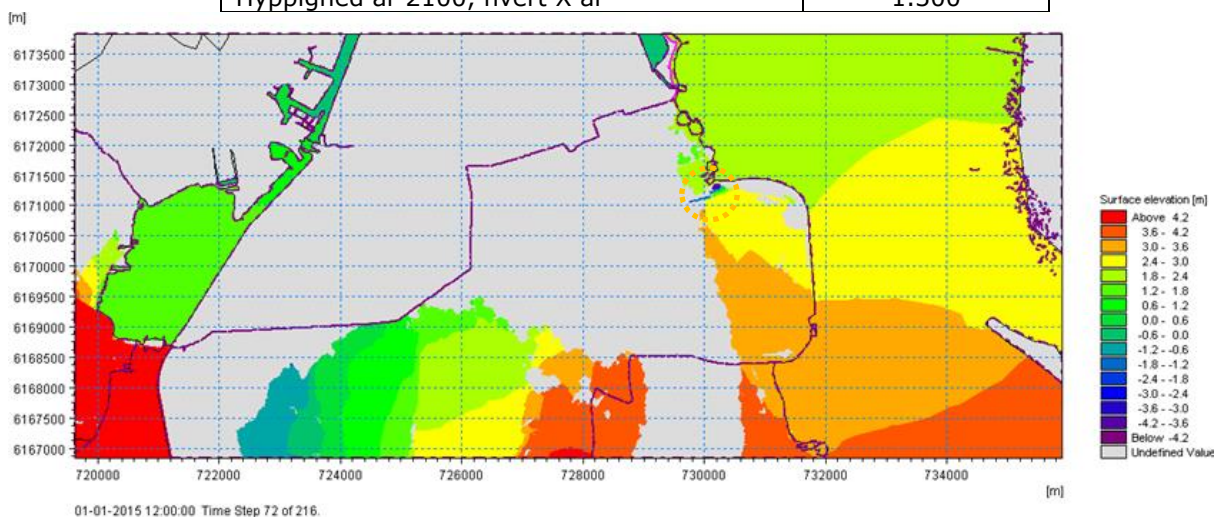 Hyppighed år 2100, hvert X år 1:500
[m]
6173500
6173000
6172500
6172000
6171500
6171000
6170500
6170000
6169500
6169000
6168500
6168000
6167500
6167000
720000 722000 724000 726000 728000 730000 732000 734000
[m]
01-01-2015 12:00:00 Time Step 72 of 216.
Surface elevation [m]
Above 4.2
3.6 - 4.2
3.0 - 3.6
2.4 - 3.0
1.8 - 2.4
1.2 - 1.8
0.6 - 1.2
0.0 - 0.6
-0.6 - 0.0
-1.2 - -0.6
-1.8 - -1.2
-2.4 - -1.8
-3.0 - -2.4
-3.6 - -3.0
-4.2 - -3.6
Below -4.2
Undefined Value